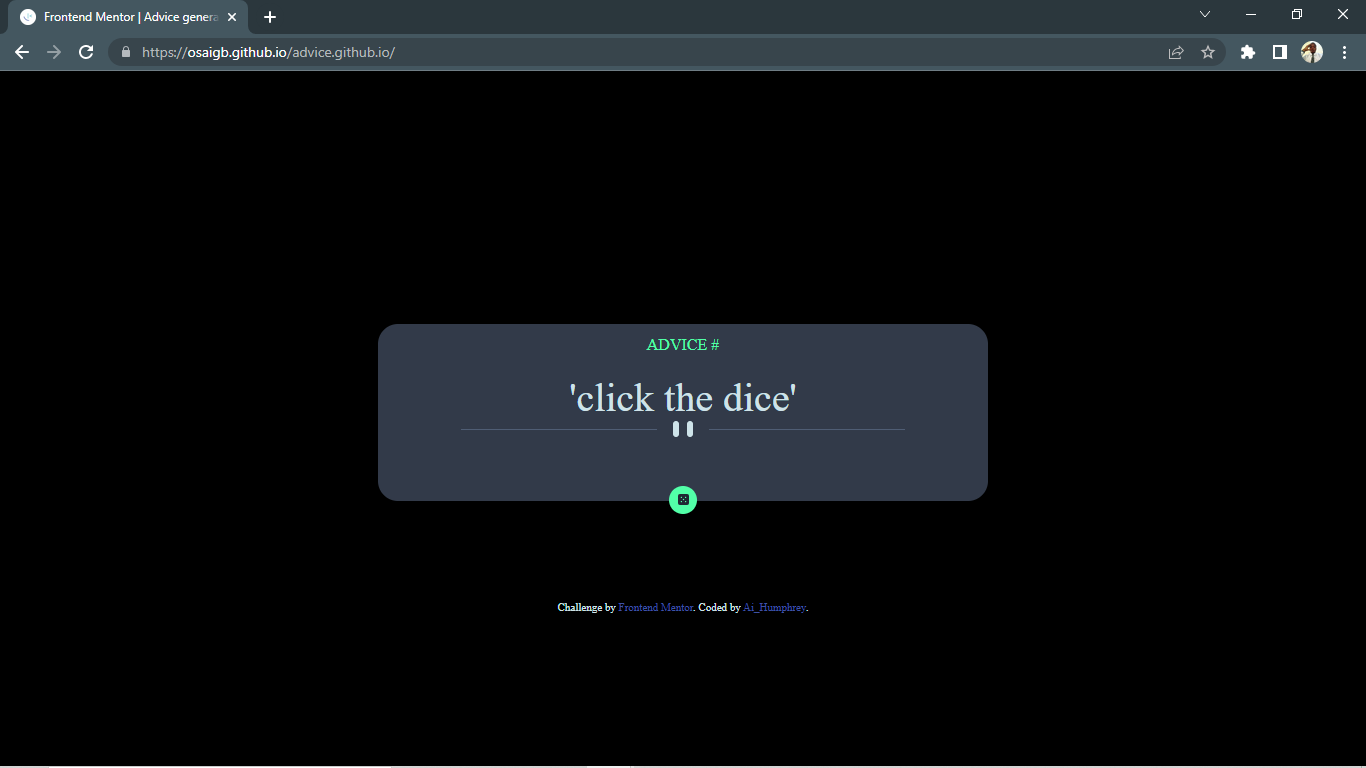 Frontend Mentor | Advice genera
https://osaigb.github.io/advice.github.io/
ADVICE #
'click the dice'
Challenge by Frontend Mentor. Coded by Ai_Humphrey.